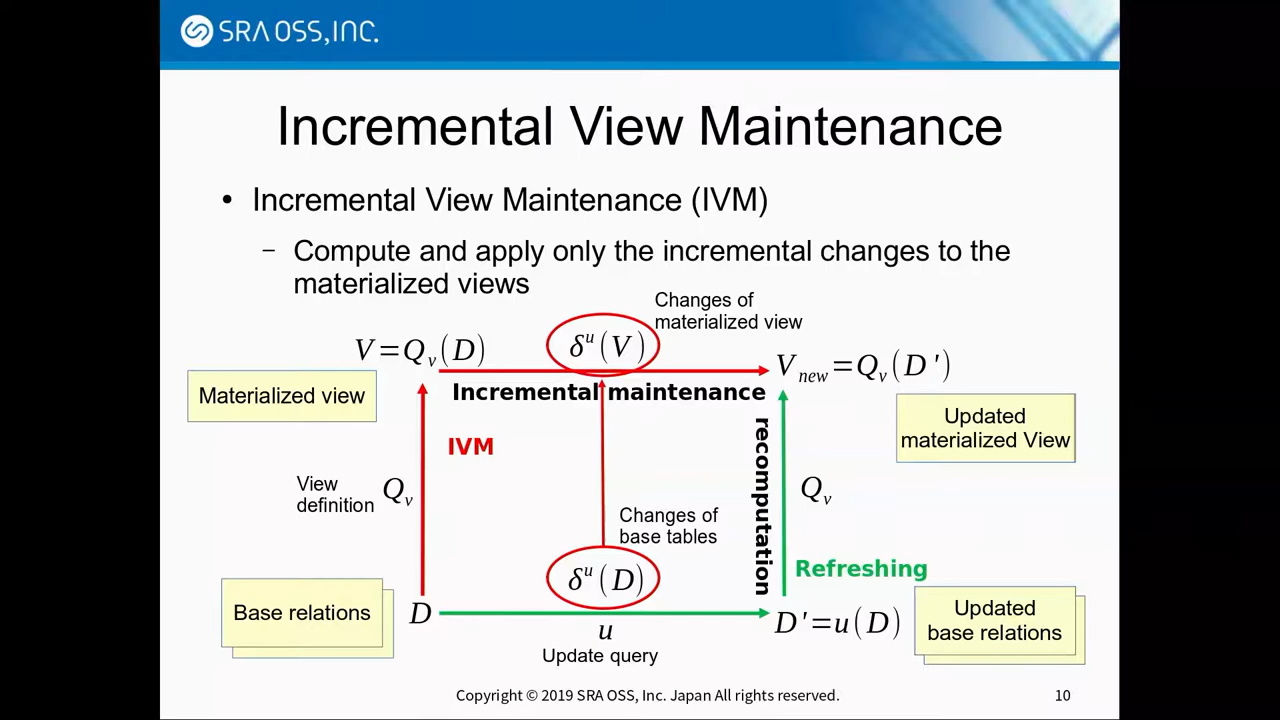 SRA OSS, INC.
Incremental View Maintenance
• Incremental View Maintenance (IVM)
– Compute and apply only the incremental changes to the
materialized views
Changes of
materialized view
V=Qv(D)
δᵘ(V)
Vnew=Qv(D')
Materialized view
Incremental maintenance
Updated
materialized View
IVM
recomputation
View
definition
Qv
Qv
Changes of
base tables
Refreshing
δᵘ(D)
Base relations
D
D'=u(D)
Updated
base relations
u
Update query
Copyright © 2019 SRA OSS, Inc. Japan All rights reserved.
10